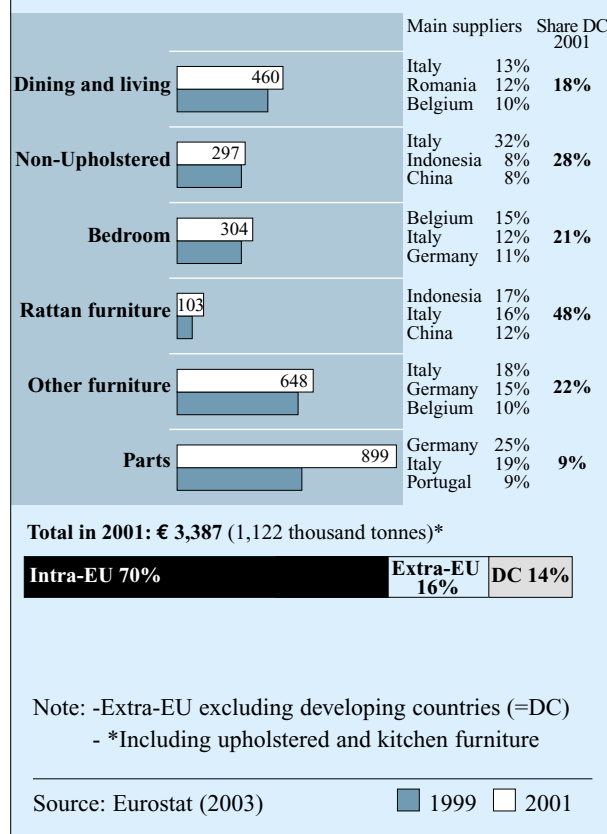 Main suppliers Share DC
2001
Dining and living 460 Italy 13% 18%
Romania 12%
Belgium 10%
Non-Upholstered 297 Italy 32% 28%
Indonesia 8%
China 8%
Bedroom 304 Belgium 15% 21%
Italy 12%
Germany 11%
Rattan furniture 103 Indonesia 17% 48%
Italy 16%
China 12%
Other furniture 648 Italy 18% 22%
Germany 15%
Belgium 10%
Parts 899 Germany 25% 9%
Italy 19%
Portugal 9%
Total in 2001: € 3,387 (1,122 thousand tonnes)*
Intra-EU 70% Extra-EU 16% DC 14%
Note: -Extra-EU excluding developing countries (=DC)
- *Including upholstered and kitchen furniture
Source: Eurostat (2003) 1999 2001